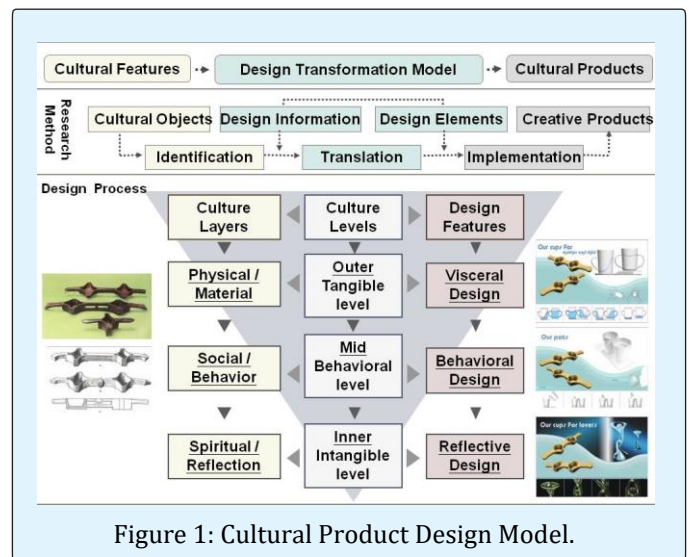 Cultural Features
Design Transformation Model
Cultural Products
Research
Method
Cultural Objects
Design Information
Design Elements
Creative Products
Identification
Translation
Implementation
Design Process
Culture
Layers
Culture
Levels
Design
Features
Physical /
Material
Outer
Tangible
level
Visceral
Design
Social /
Behavior
Mid
Behavioral
level
Behavioral
Design
Spiritual /
Reflection
Inner
Intangible
level
Reflective
Design
Our cups For
Our pots
Our cups For lovers
Figure 1: Cultural Product Design Model.